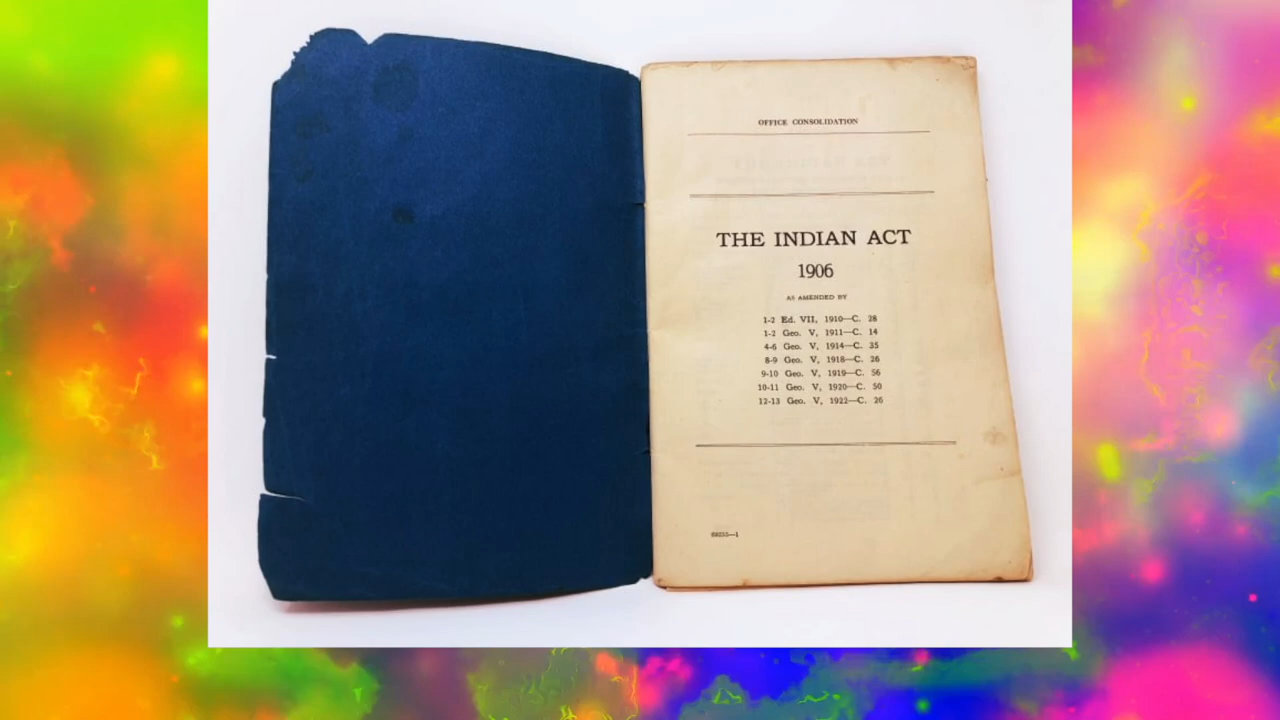 OFFICE CONSOLIDATION
THE INDIAN ACT
1906
AS AMENDED BY
1-2 Ed. VII, 1910—C. 28
1-2 Geo. V, 1911—C. 14
4-6 Geo. V, 1914—C. 35
8-9 Geo. V, 1918—C. 26
9-10 Geo. V, 1919—C. 56
10-11 Geo. V, 1920—C. 50
12-13 Geo. V, 1922—C. 26